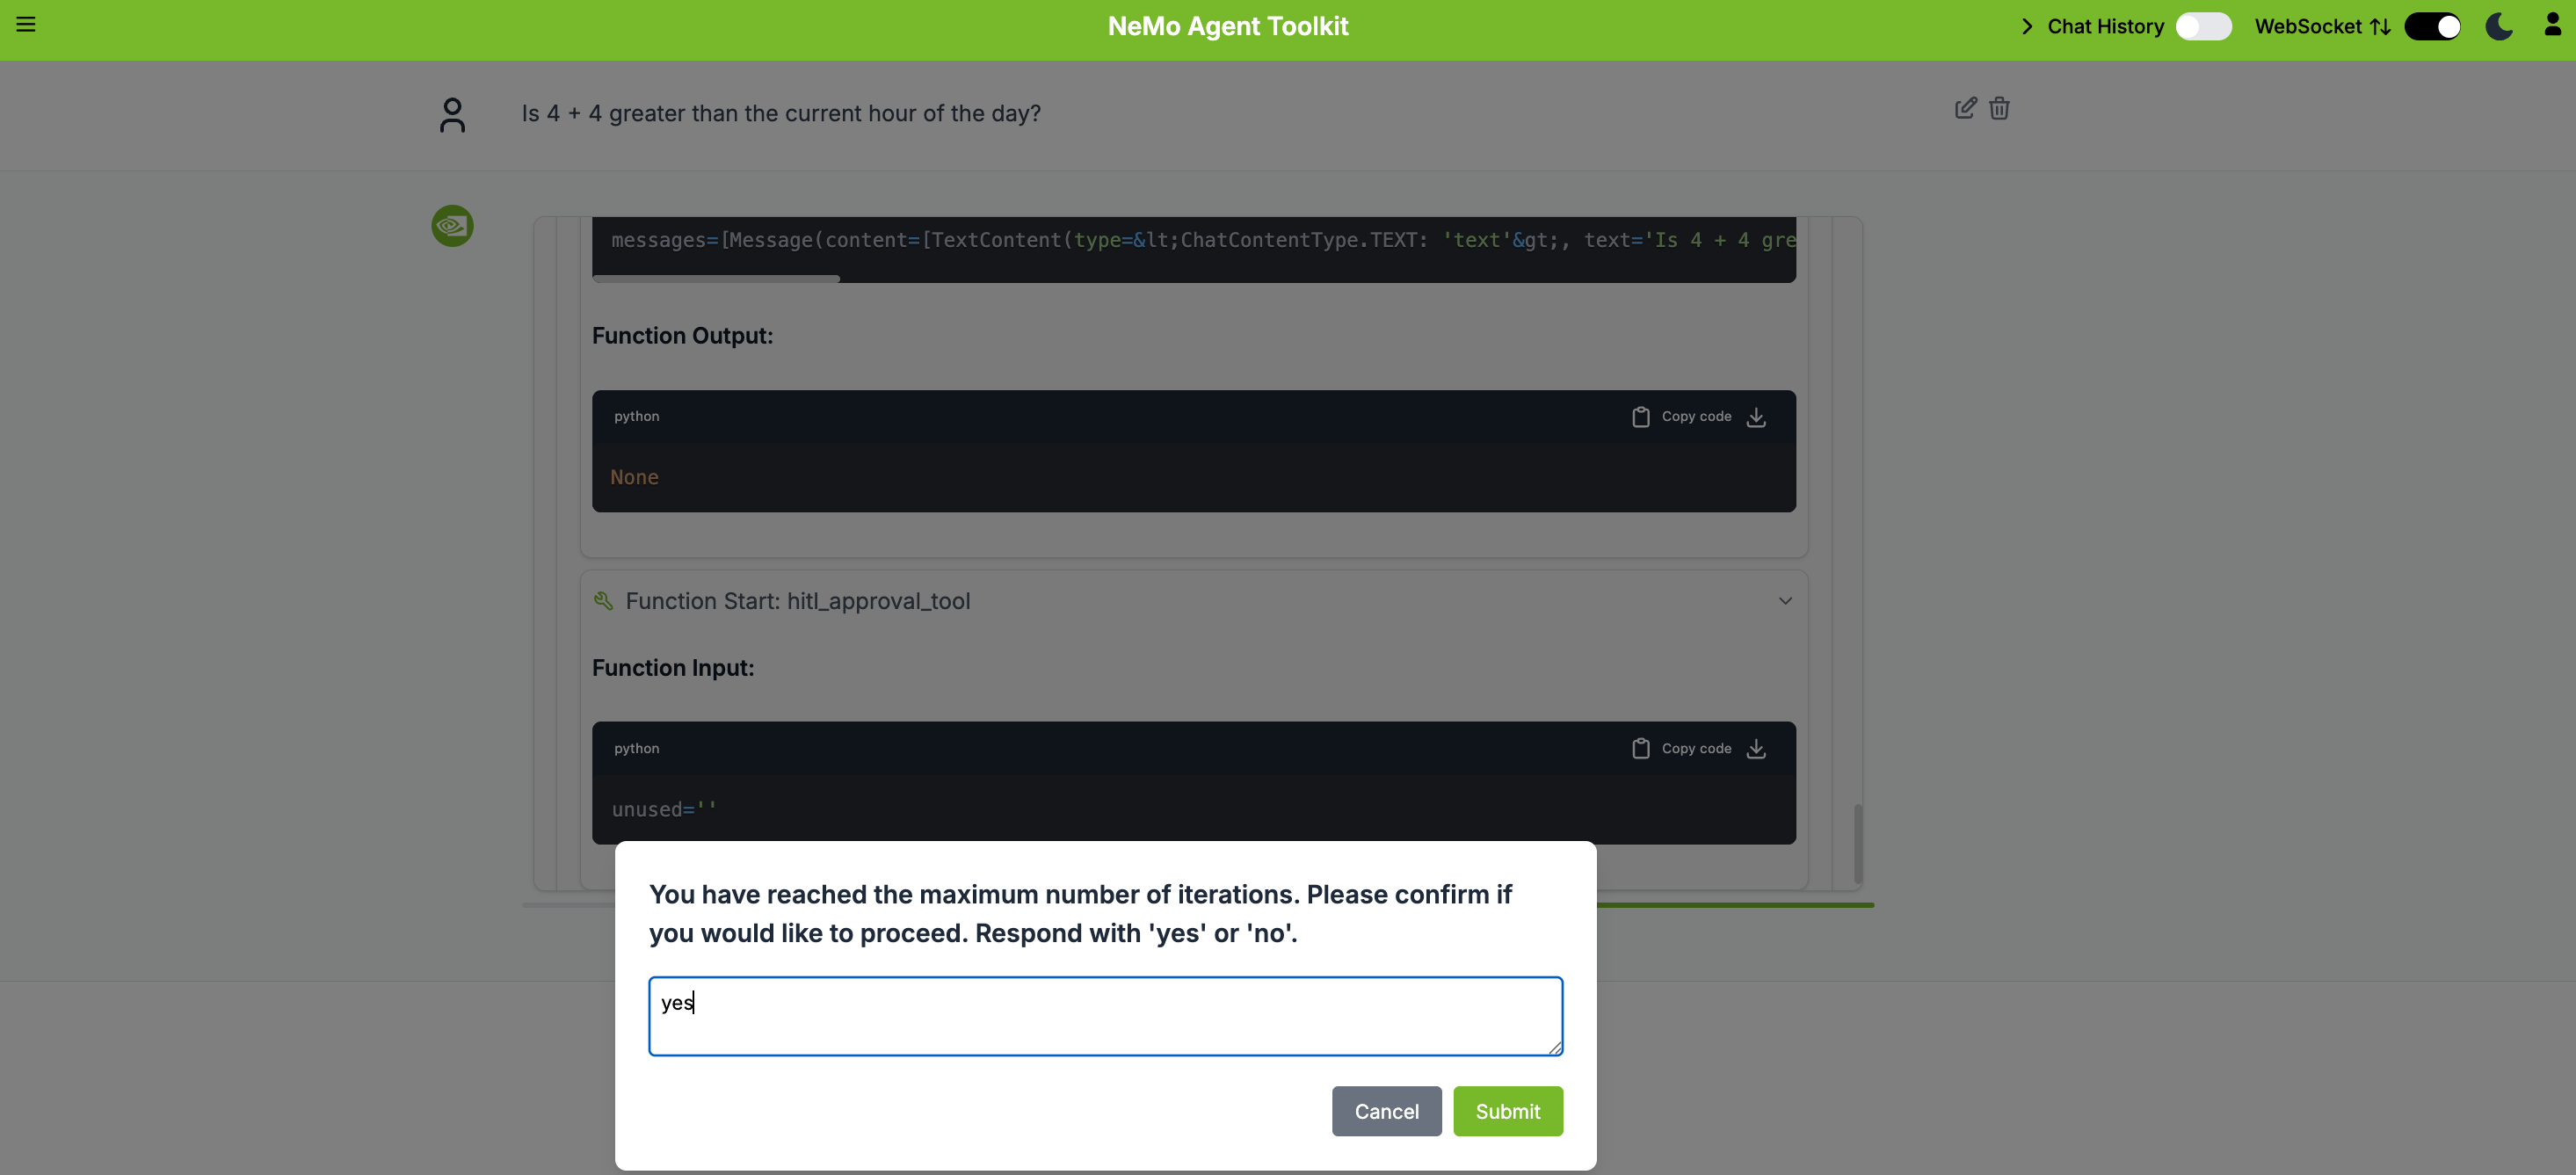 NeMo Agent Toolkit
Chat History
WebSocket
Is 4 + 4 greater than the current hour of the day?
messages=[Message(content=[TextContent(type=&lt;ChatContentType.TEXT: 'text'&gt;, text='Is 4 + 4 gre
Function Output:
python
Copy code
None
Function Start: hitl_approval_tool
Function Input:
python
Copy code
unused=''
You have reached the maximum number of iterations. Please confirm if
you would like to proceed. Respond with 'yes' or 'no'.
yes
Cancel
Submit